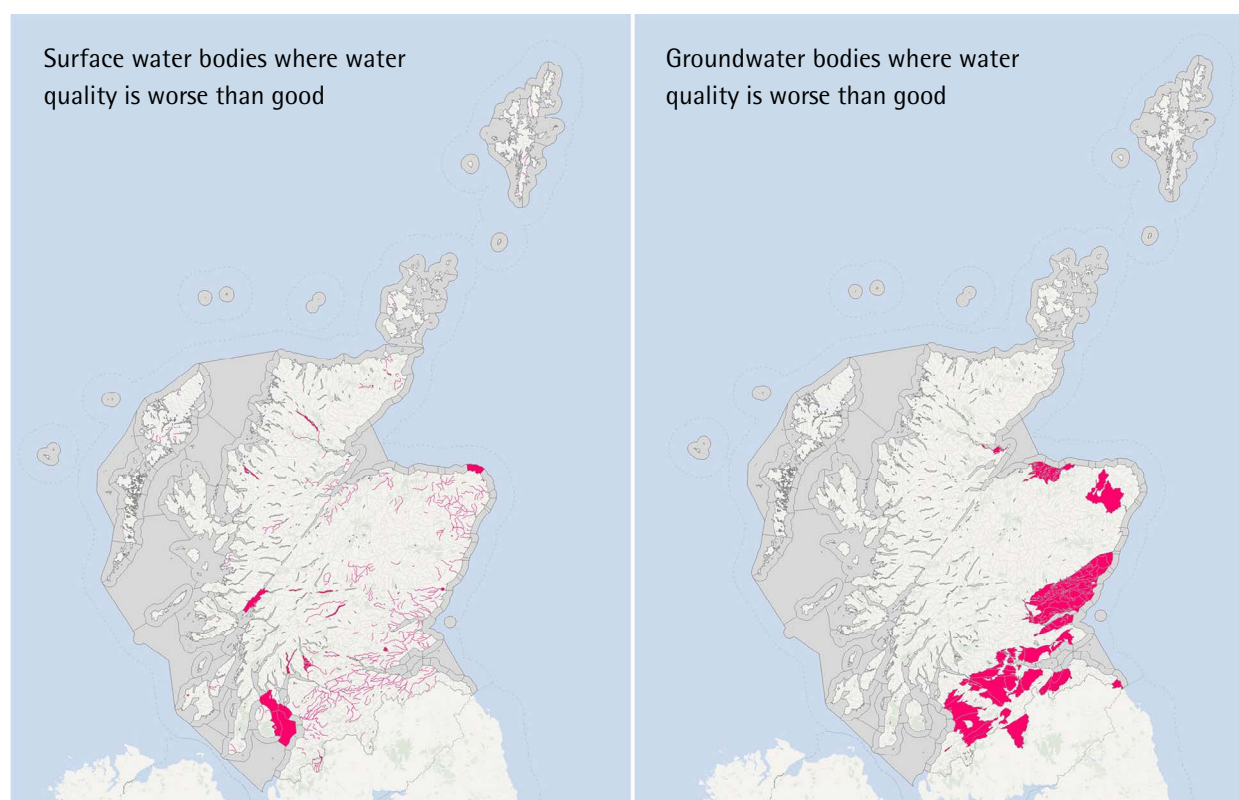 Surface water bodies where water
quality is worse than good
Groundwater bodies where water
quality is worse than good